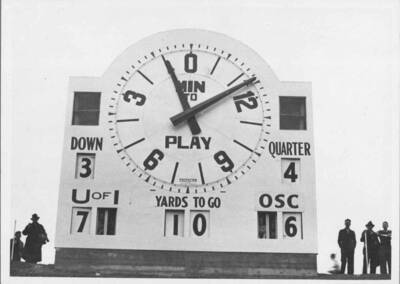 0
MIN
3 TO 12
PLAY
6 9
DOWN QUARTER
3 4
U OF I YARDS TO GO OSC
7 10 6